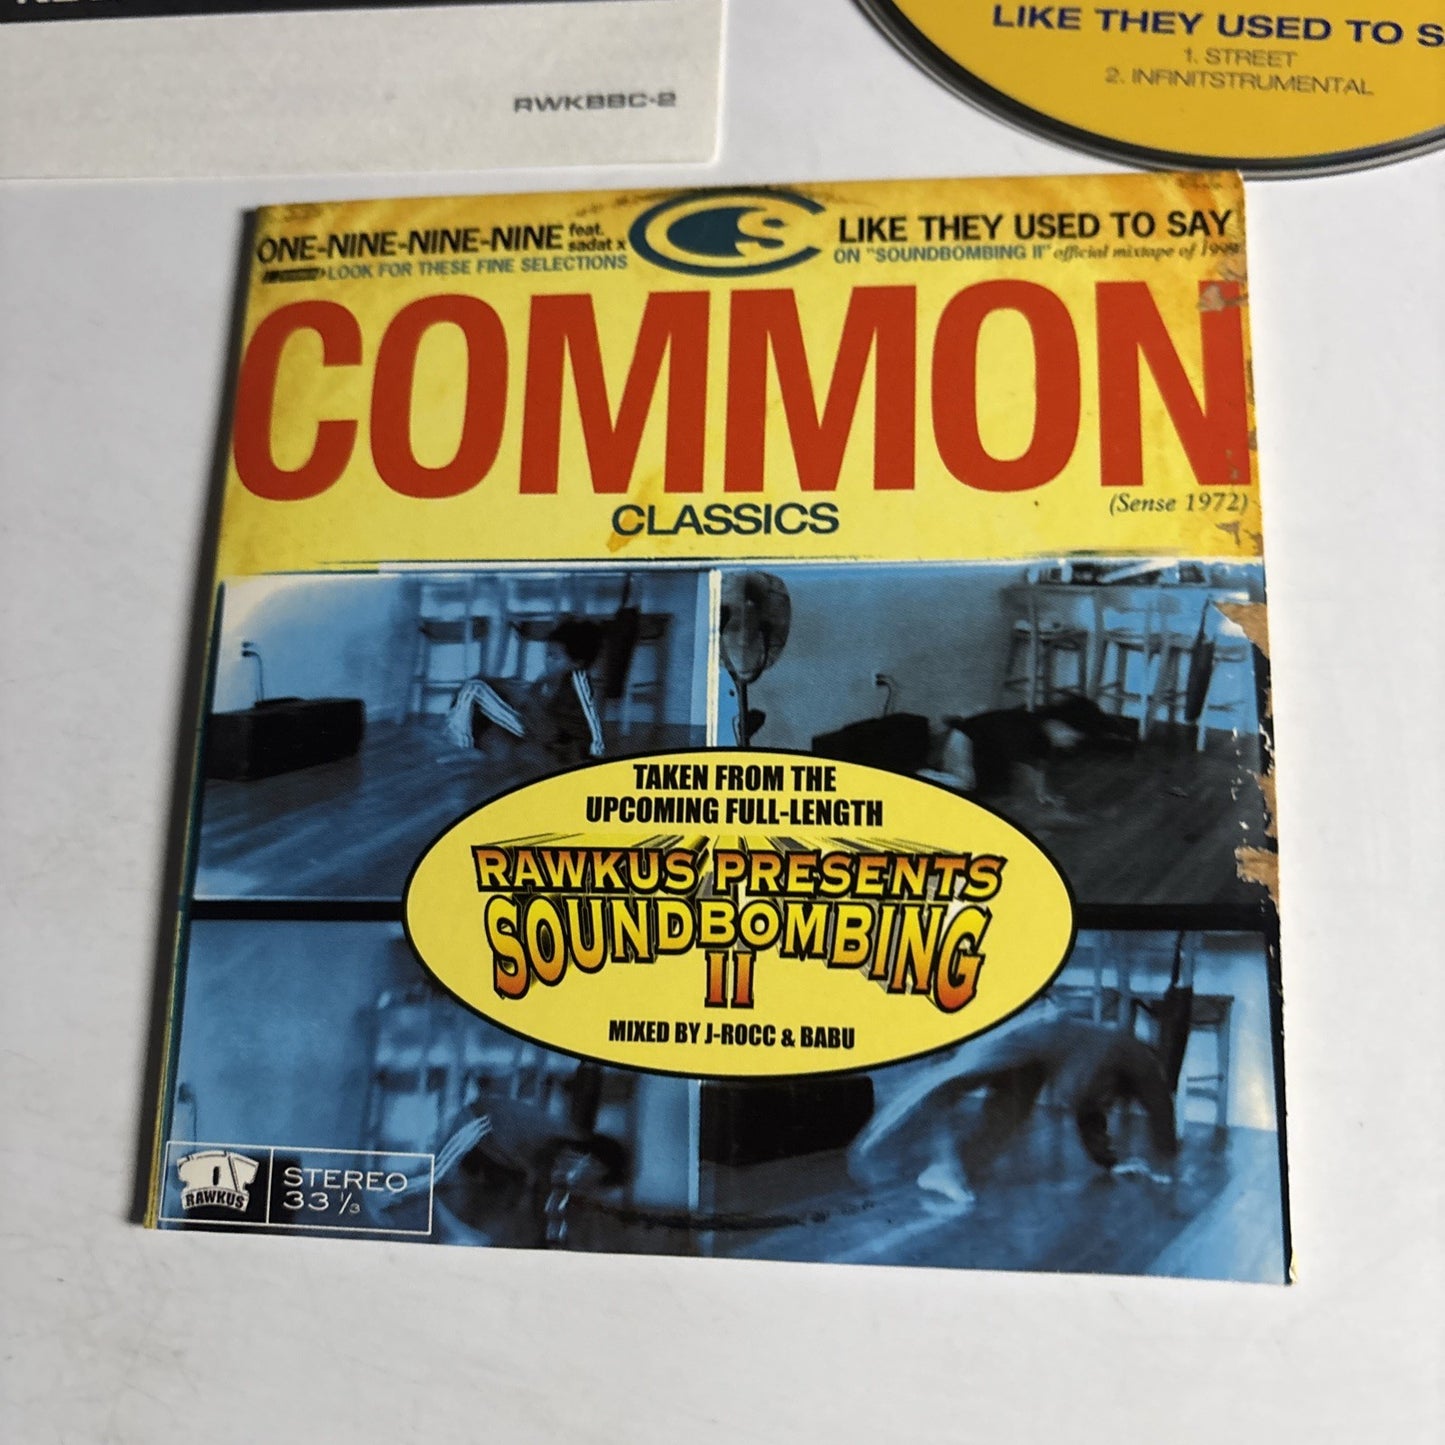 RWKBBC-2
LIKE THEY USED TO S
1. STREET
2. INFINITSTRUMENTAL
ONE-NINE-NINE-NINE feat. sadat x
LOOK FOR THESE FINE SELECTIONS
CS
LIKE THEY USED TO SAY
ON "SOUNDBOMBING II" official mixtape of 1999
COMMON
CLASSICS
(Sense 1972)
TAKEN FROM THE
UPCOMING FULL-LENGTH
RAWKUS PRESENTS
SOUNDBOMBING
II
MIXED BY J-ROCC & BABU
RAWKUS
STEREO
33 1/3